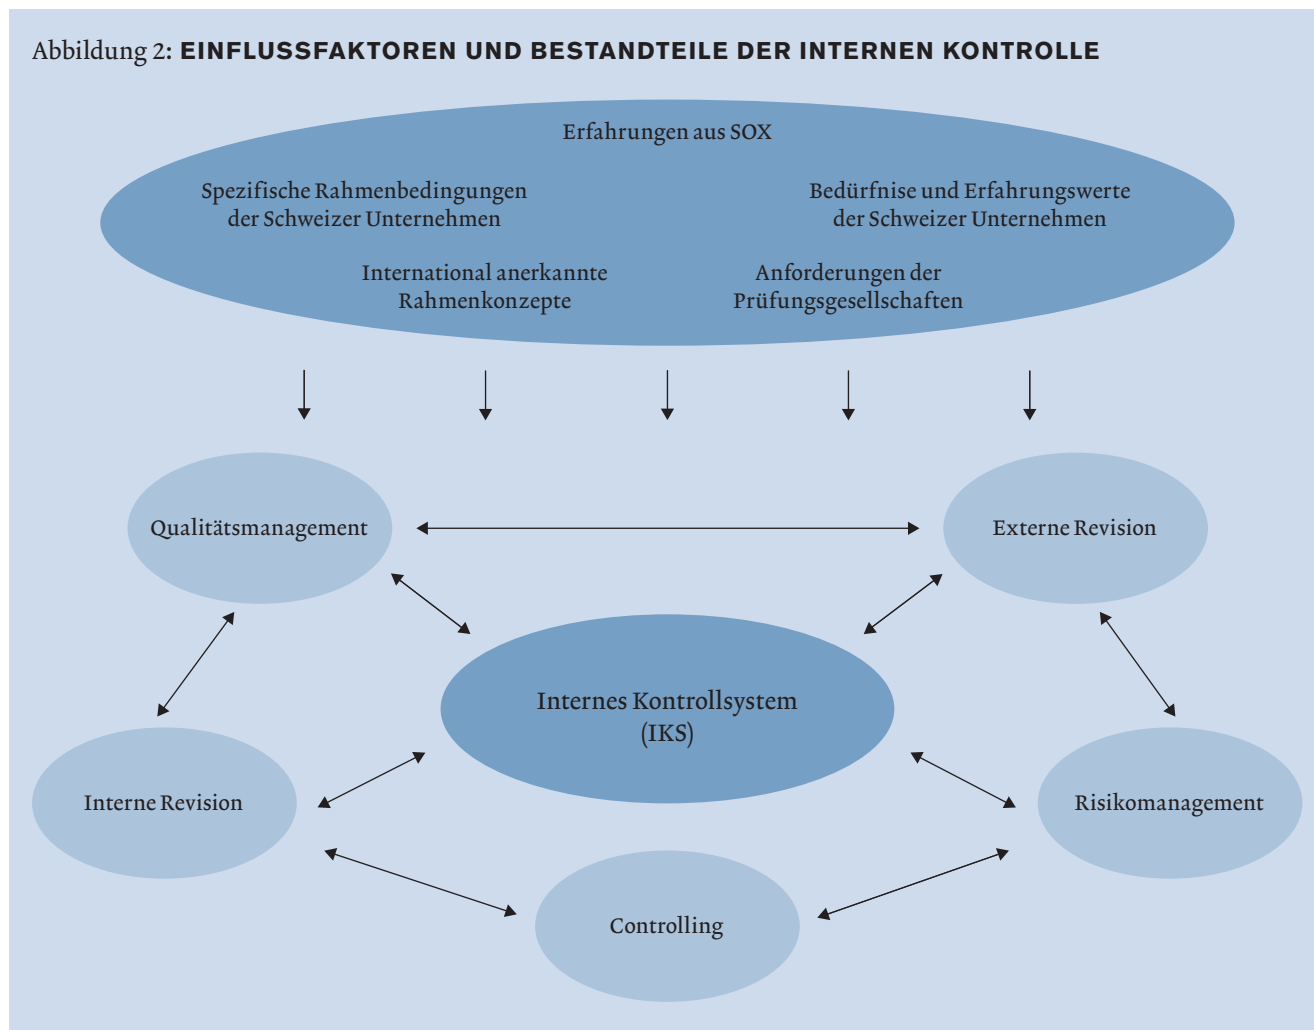 Abbildung 2: EINFLUSSFAKTOREN UND BESTANDTEILE DER INTERNEN KONTROLLE
Erfahrungen aus SOX
Spezifische Rahmenbedingungen
der Schweizer Unternehmen
Bedürfnise und Erfahrungswerte
der Schweizer Unternehmen
International anerkannte
Rahmenkonzepte
Anforderungen der
Prüfungsgesellschaften
Qualitätsmanagement
Externe Revision
Internes Kontrollsystem
(IKS)
Interne Revision
Risikomanagement
Controlling